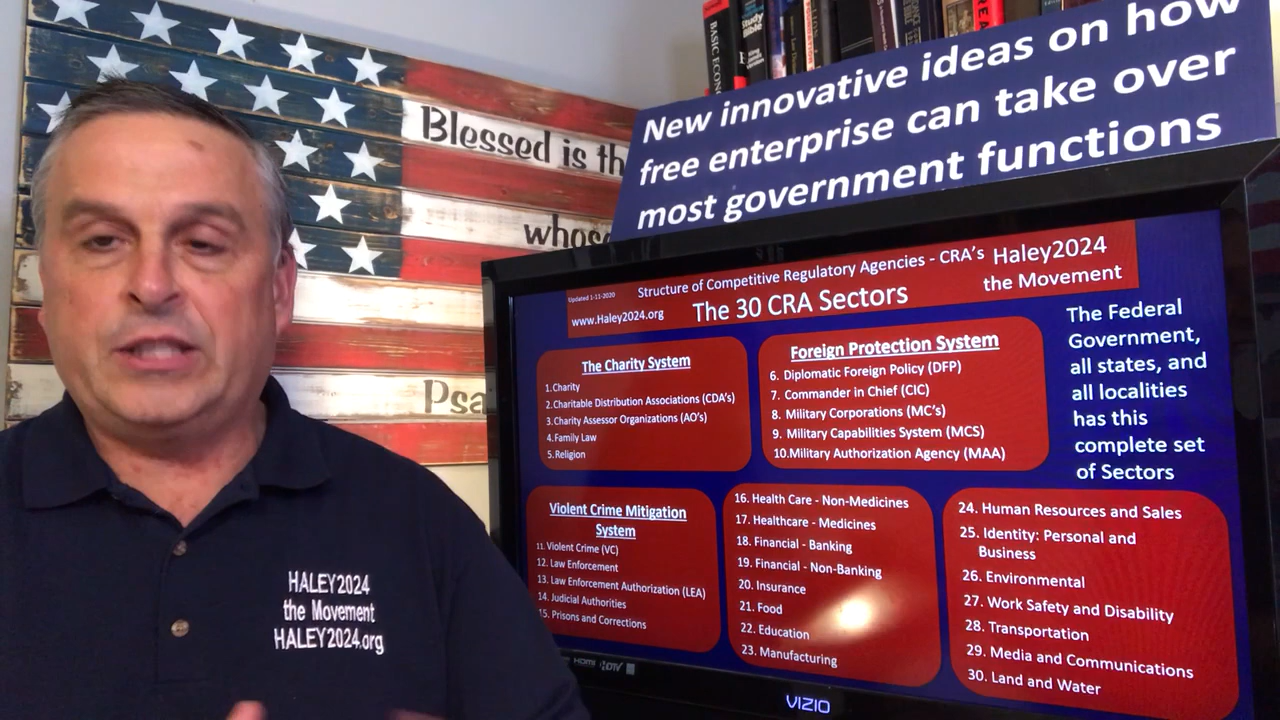 Blessed is th
whose
Psa
BASIC ECON
Study
Bible
New innovative ideas on how
free enterprise can take over
most government functions
Updated 1-11-2020
Structure of Competitive Regulatory Agencies - CRA's
Haley2024
the Movement
www.Haley2024.org
The 30 CRA Sectors
The Charity System
1. Charity
2. Charitable Distribution Associations (CDA's)
3. Charity Assessor Organizations (AO's)
4. Family Law
5. Religion
Foreign Protection System
6. Diplomatic Foreign Policy (DFP)
7. Commander in Chief (CIC)
8. Military Corporations (MC's)
9. Military Capabilities System (MCS)
10. Military Authorization Agency (MAA)
The Federal
Government,
all states, and
all localities
has this
complete set
of Sectors
Violent Crime Mitigation
System
11. Violent Crime (VC)
12. Law Enforcement
13. Law Enforcement Authorization (LEA)
14. Judicial Authorities
15. Prisons and Corrections
16. Health Care - Non-Medicines
17. Healthcare - Medicines
18. Financial - Banking
19. Financial - Non-Banking
20. Insurance
21. Food
22. Education
23. Manufacturing
24. Human Resources and Sales
25. Identity: Personal and
Business
26. Environmental
27. Work Safety and Disability
28. Transportation
29. Media and Communications
30. Land and Water
HDMI HDTV
VIZIO
HALEY2024
the Movement
HALEY2024.org